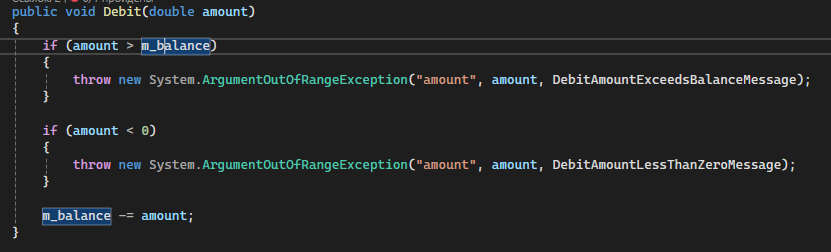 public void Debit(double amount)
{
if (amount > m_balance)
{
throw new System.ArgumentOutOfRangeException("amount", amount, DebitAmountExceedsBalanceMessage);
}
if (amount < 0)
{
throw new System.ArgumentOutOfRangeException("amount", amount, DebitAmountLessThanZeroMessage);
}
m_balance -= amount;
}